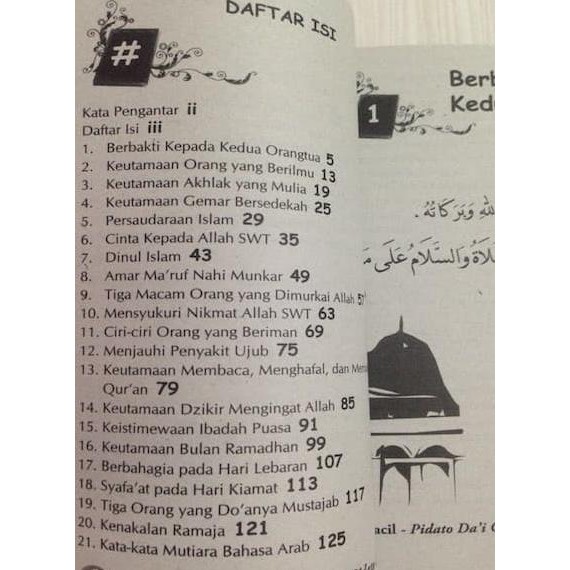 DAFTAR ISI
#
Kata Pengantar ii
Daftar Isi iii
1. Berbakti Kepada Kedua Orangtua 5
2. Keutamaan Orang yang Berilmu 13
3. Keutamaan Akhlak yang Mulia 19
4. Keutamaan Gemar Bersedekah 25
5. Persaudaraan Islam 29
6. Cinta Kepada Allah SWT 35
7. Dinul Islam 43
8. Amar Ma'ruf Nahi Munkar 49
9. Tiga Macam Orang yang Dimurkai Allah
10. Mensyukuri Nikmat Allah SWT 63
11. Ciri-ciri Orang yang Beriman 69
12. Menjauhi Penyakit Ujub 75
13. Keutamaan Membaca, Menghafal, dan
Qur'an 79
14. Keutamaan Dzikir Mengingat Allah 85
15. Keistimewaan Ibadah Puasa 91
16. Keutamaan Bulan Ramadhan 99
17. Berbahagia pada Hari Lebaran 107
18. Syafa'at pada Hari Kiamat 113
19. Tiga Orang yang Do'anya Mustajab 117
20. Kenakalan Ramaja 121
21. Kata-kata Mutiara Bahasa Arab 125
1
Berb
Kedu
وَبَرَكَاتُهُ.
وَالسَّلَامُ عَلَى
acil - Pidato Da'i